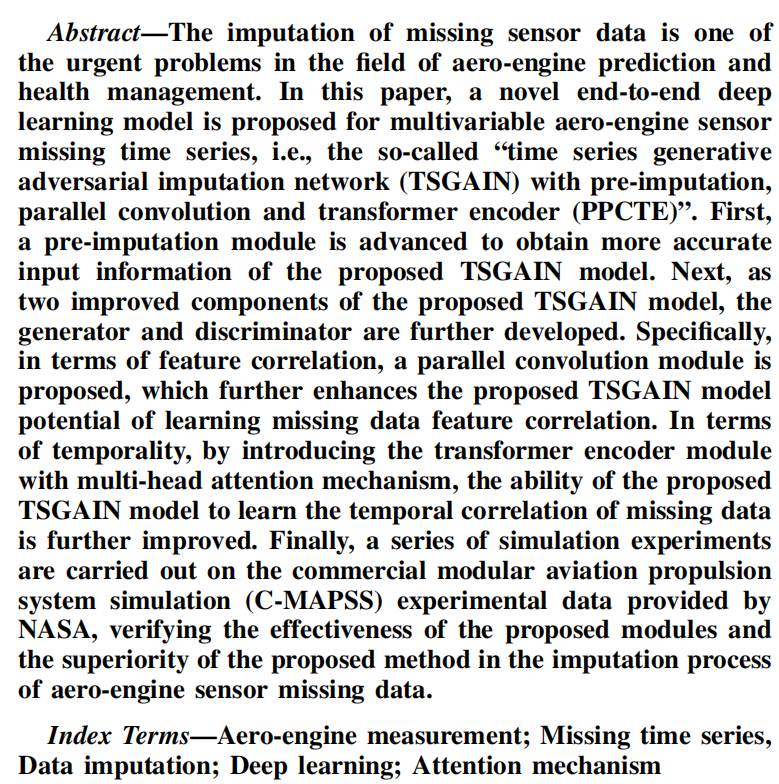 Abstract—The imputation of missing sensor data is one of
the urgent problems in the field of aero-engine prediction and
health management. In this paper, a novel end-to-end deep
learning model is proposed for multivariable aero-engine sensor
missing time series, i.e., the so-called “time series generative
adversarial imputation network (TSGAIN) with pre-imputation,
parallel convolution and transformer encoder (PPCTE)”. First,
a pre-imputation module is advanced to obtain more accurate
input information of the proposed TSGAIN model. Next, as
two improved components of the proposed TSGAIN model, the
generator and discriminator are further developed. Specifically,
in terms of feature correlation, a parallel convolution module is
proposed, which further enhances the proposed TSGAIN model
potential of learning missing data feature correlation. In terms
of temporality, by introducing the transformer encoder module
with multi-head attention mechanism, the ability of the proposed
TSGAIN model to learn the temporal correlation of missing data
is further improved. Finally, a series of simulation experiments
are carried out on the commercial modular aviation propulsion
system simulation (C-MAPSS) experimental data provided by
NASA, verifying the effectiveness of the proposed modules and
the superiority of the proposed method in the imputation process
of aero-engine sensor missing data.
Index Terms—Aero-engine measurement; Missing time series,
Data imputation; Deep learning; Attention mechanism